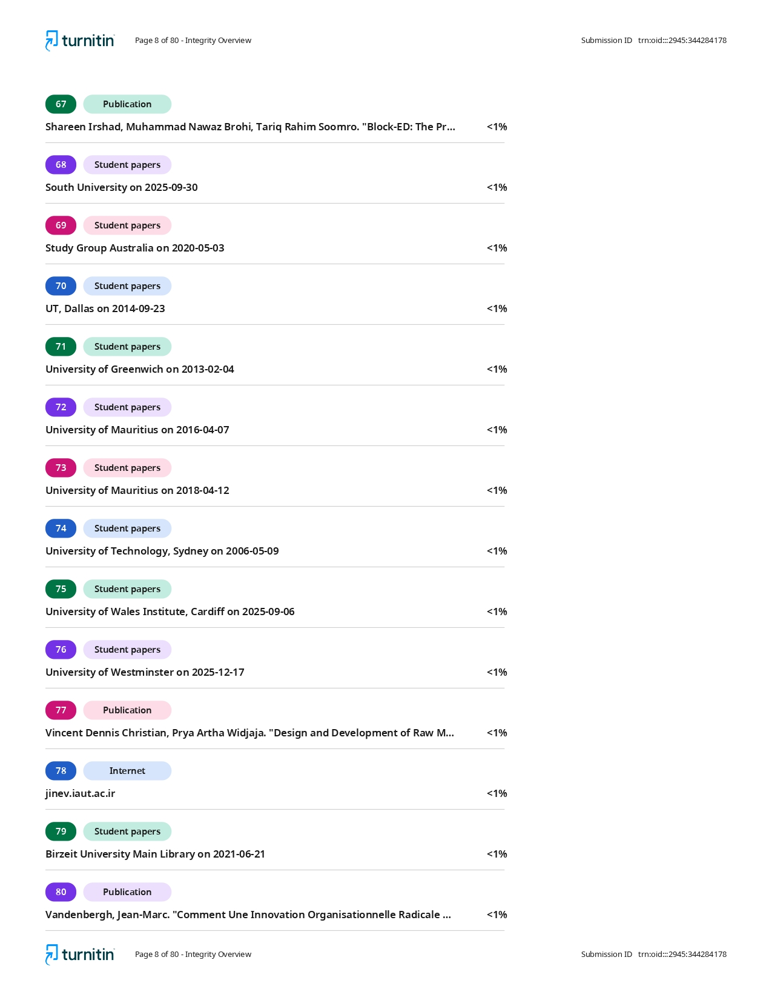 turnitin Page 8 of 80 - Integrity Overview Submission ID trn:oid:::2945:344284178
67 Publication
Shareen Irshad, Muhammad Nawaz Brohi, Tariq Rahim Soomro. "Block-ED: The Pr... <1%
68 Student papers
South University on 2025-09-30 <1%
69 Student papers
Study Group Australia on 2020-05-03 <1%
70 Student papers
UT, Dallas on 2014-09-23 <1%
71 Student papers
University of Greenwich on 2013-02-04 <1%
72 Student papers
University of Mauritius on 2016-04-07 <1%
73 Student papers
University of Mauritius on 2018-04-12 <1%
74 Student papers
University of Technology, Sydney on 2006-05-09 <1%
75 Student papers
University of Wales Institute, Cardiff on 2025-09-06 <1%
76 Student papers
University of Westminster on 2025-12-17 <1%
77 Publication
Vincent Dennis Christian, Prya Artha Widjaja. "Design and Development of Raw M... <1%
78 Internet
jinev.iaut.ac.ir <1%
79 Student papers
Birzeit University Main Library on 2021-06-21 <1%
80 Publication
Vandenbergh, Jean-Marc. "Comment Une Innovation Organisationnelle Radicale ... <1%
turnitin Page 8 of 80 - Integrity Overview Submission ID trn:oid:::2945:344284178